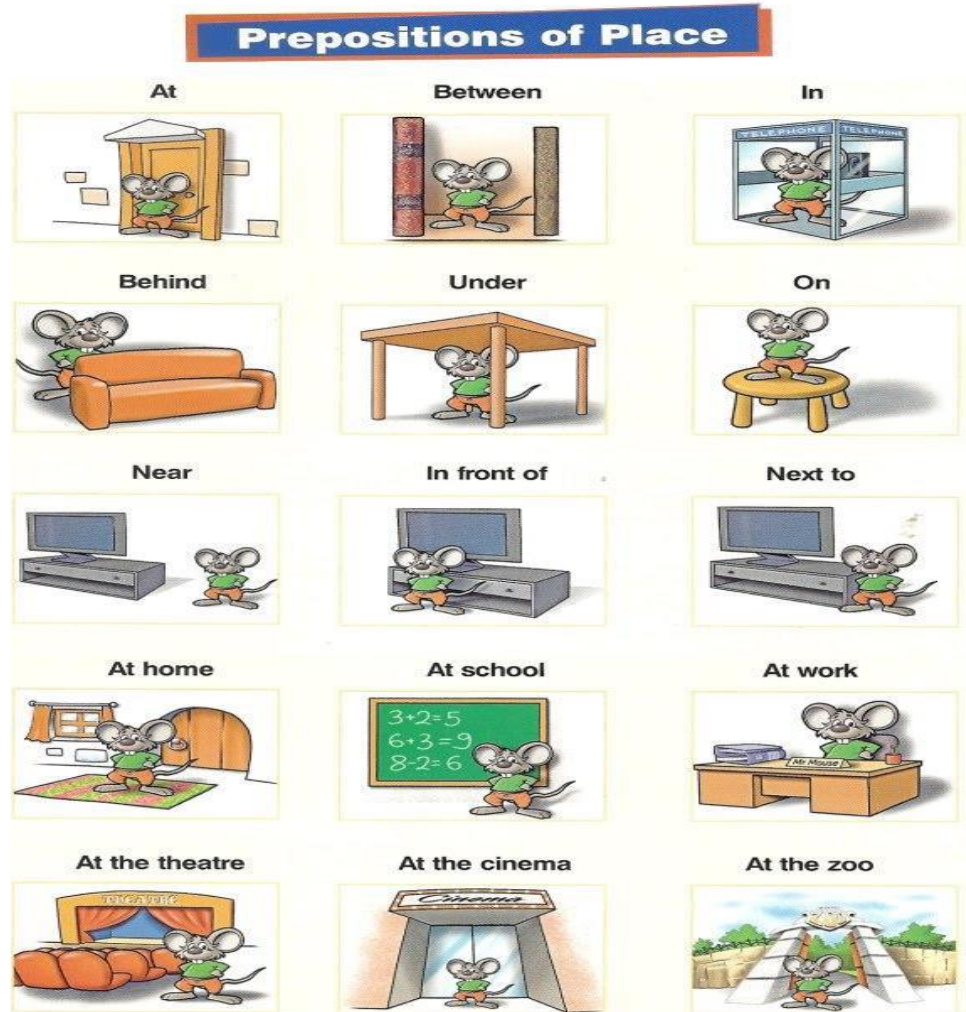 Prepositions of Place
At
Between
In
TELEPHONE TELEPHONE
Behind
Under
On
Near
In front of
Next to
At home
At school
At work
3+2=5
6+3=9
8-2=6
Mr Mouse
At the theatre
At the cinema
At the zoo
THEATRE
Cinema